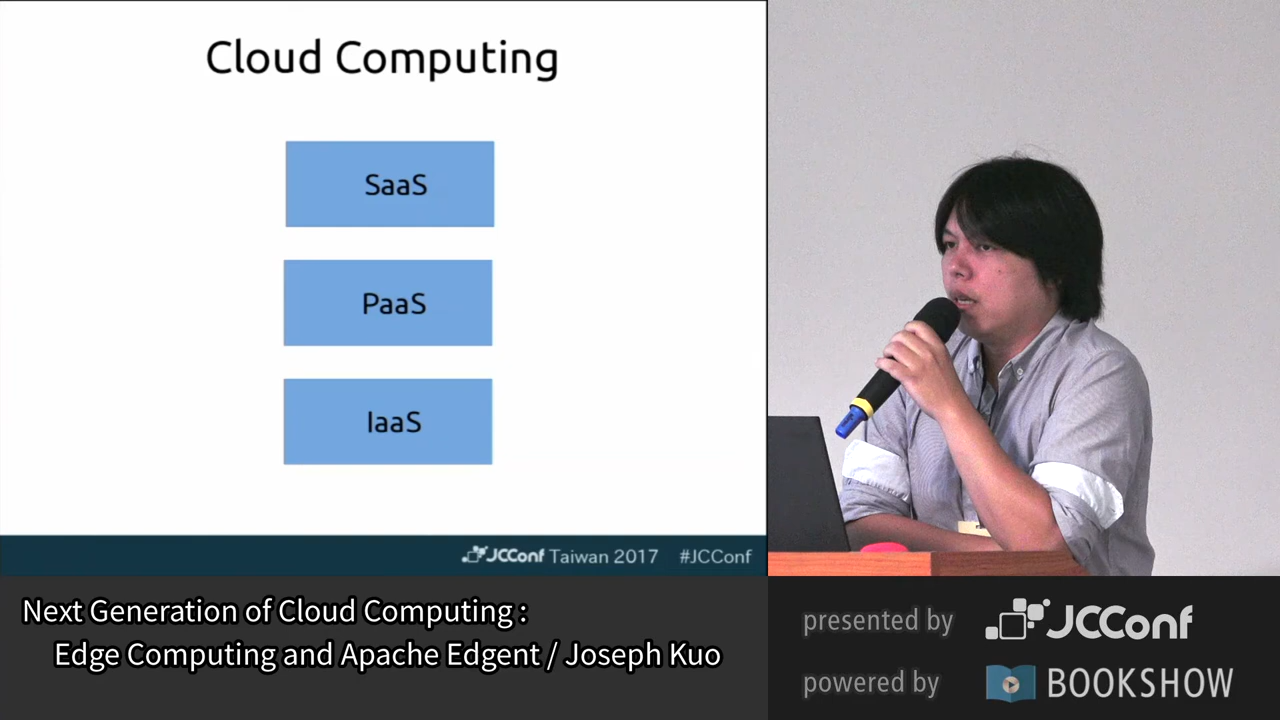 Cloud Computing
SaaS
PaaS
IaaS
JCConf Taiwan 2017 #JCConf
Next Generation of Cloud Computing :
Edge Computing and Apache Edgent / Joseph Kuo
presented by JCConf
powered by BOOKSHOW